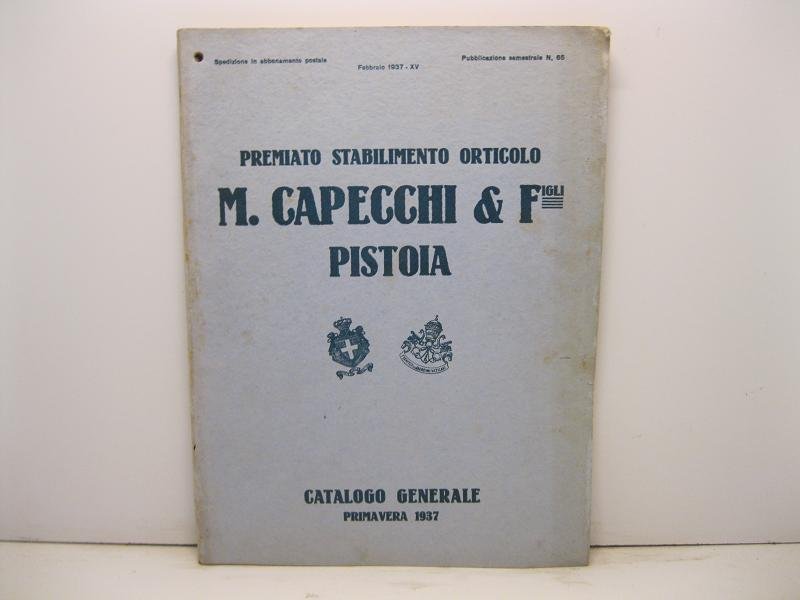 Spedizione in abbonamento postale
Febbraio 1937 - XV
Pubblicazione semestrale N. 65
PREMIATO STABILIMENTO ORTICOLO
M. CAPECCHI & FIGLI
PISTOIA
CATALOGO GENERALE
PRIMAVERA 1937